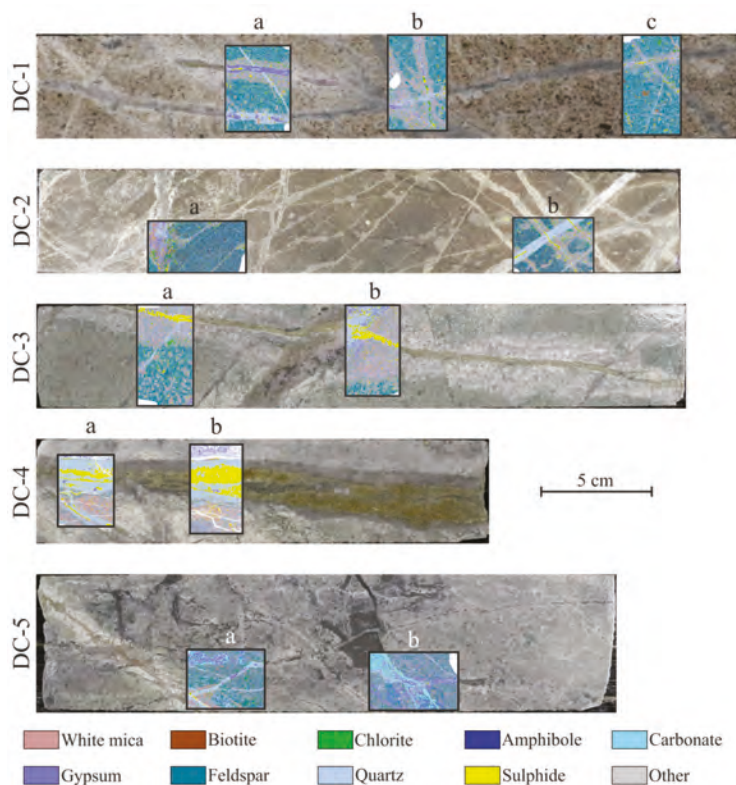 a b c
DC-1
DC-2
a b
DC-3
a b
DC-4
a b
5 cm
DC-5
a b
White mica Biotite Chlorite Amphibole Carbonate
Gypsum Feldspar Quartz Sulphide Other